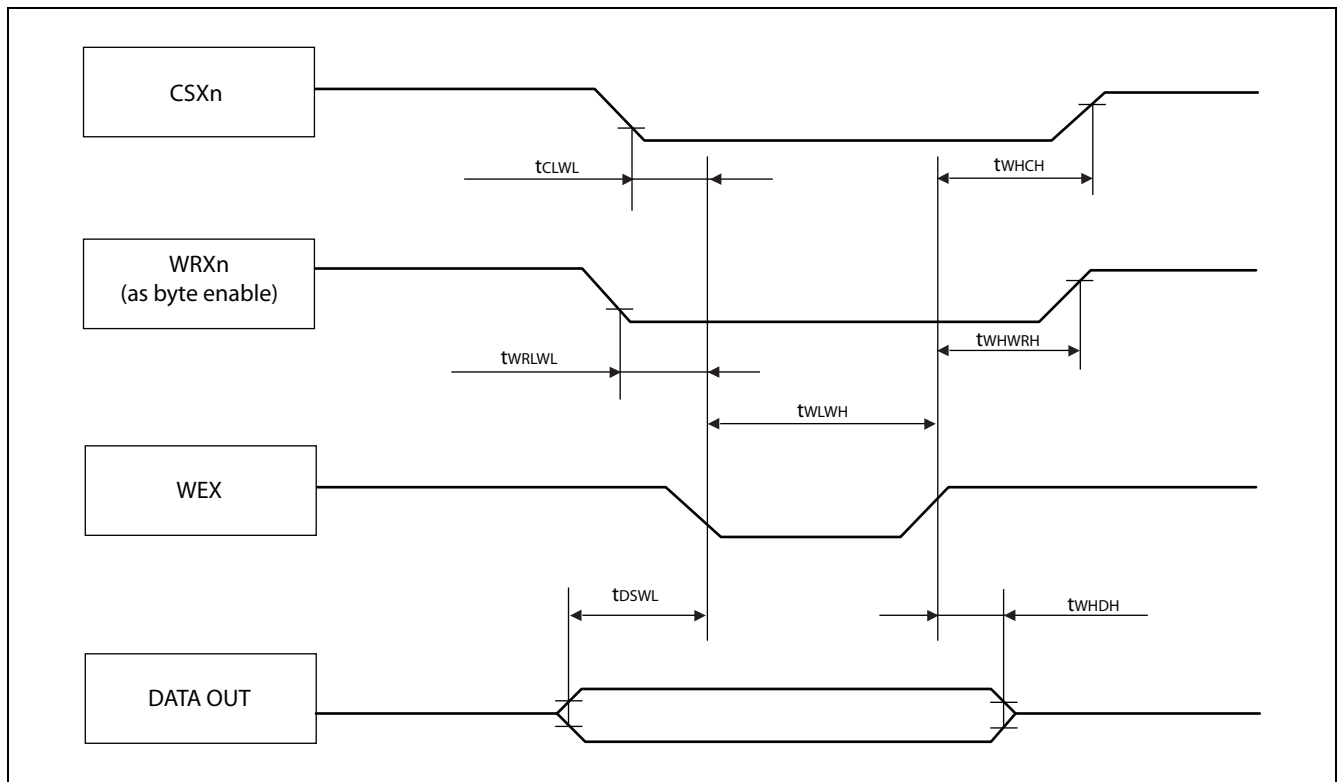 CSXn
tCLWL
tWHCH
WRXn
(as byte enable)
tWRLWL
tWHWRH
tWLWH
WEX
tDSWL
tWHDH
DATA OUT